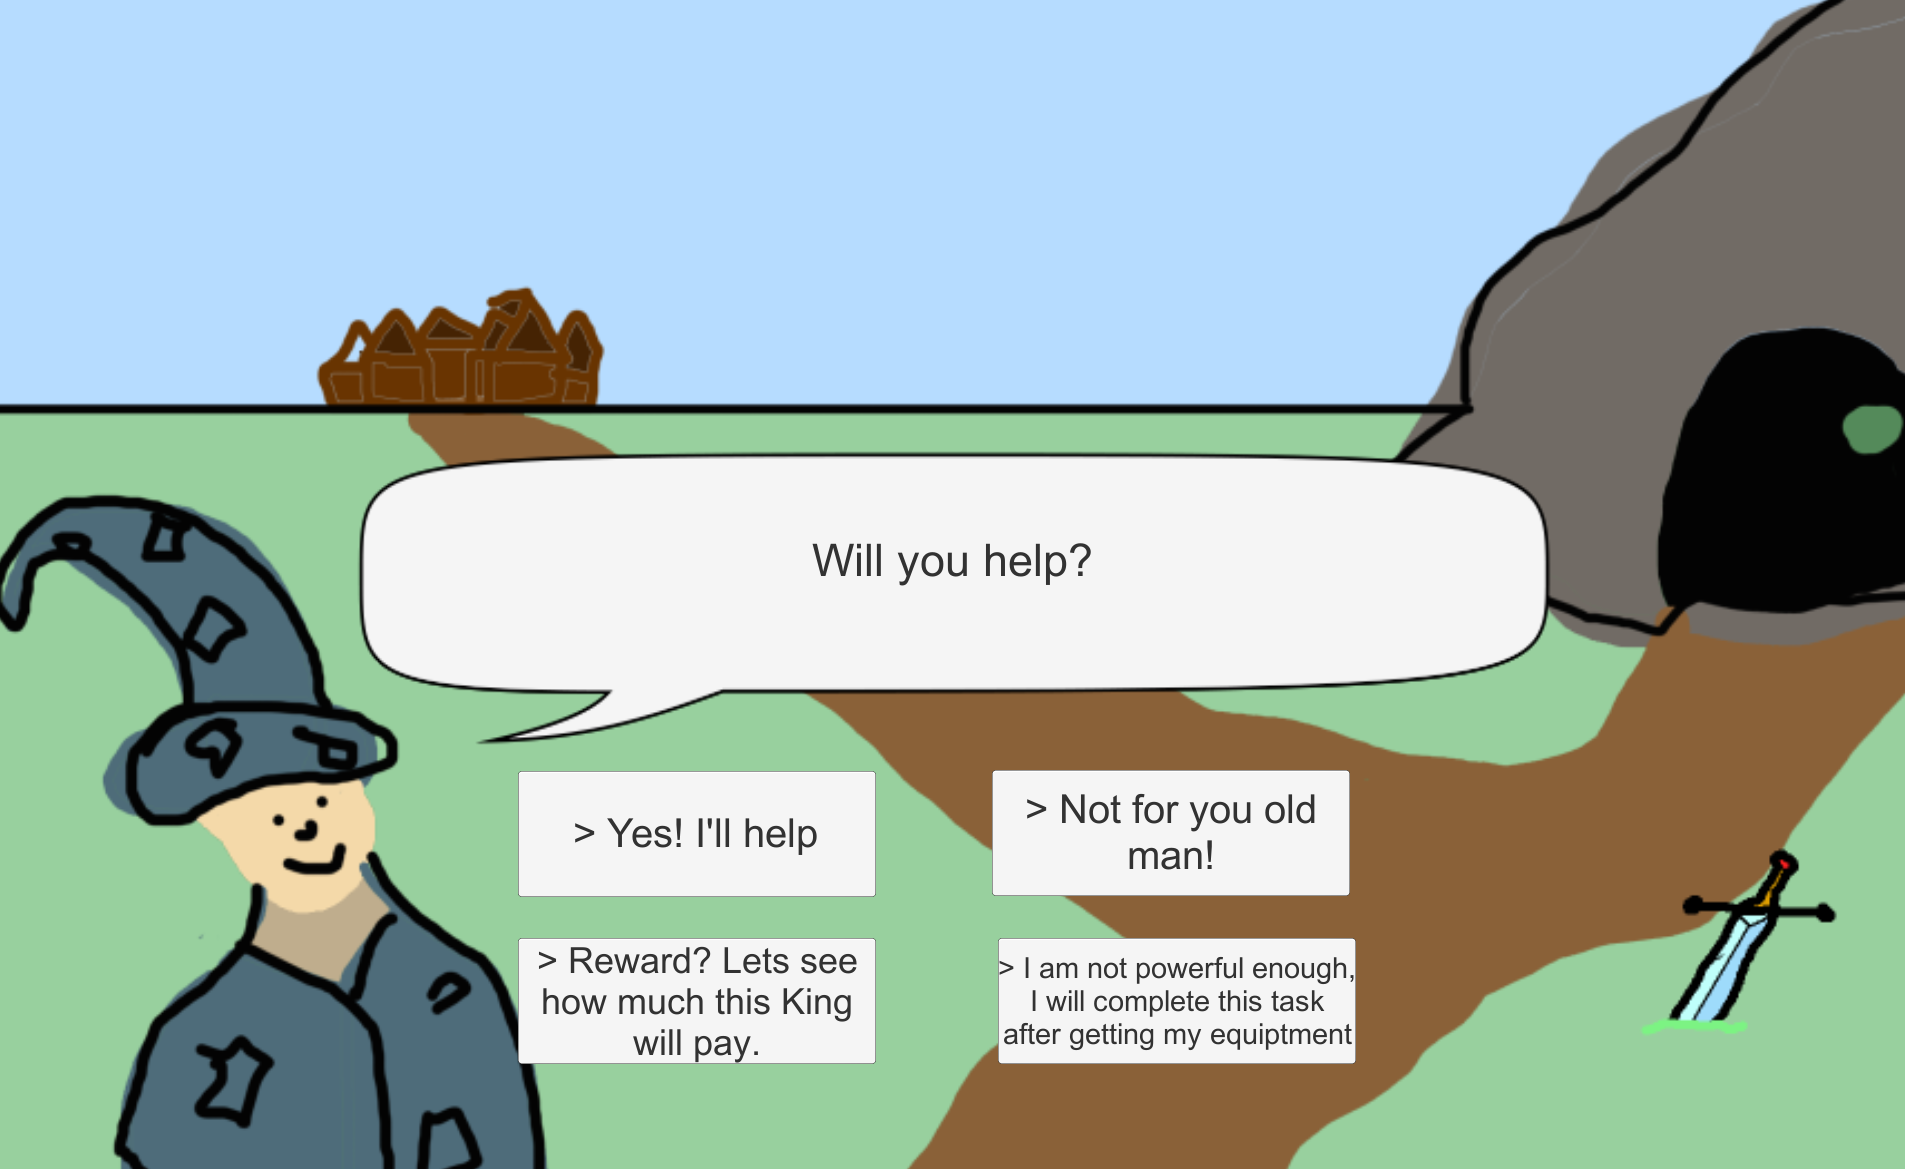 Will you help?
> Yes! I'll help
> Not for you old
man!
> Reward? Lets see
how much this King
will pay.
> I am not powerful enough,
I will complete this task
after getting my equiptment